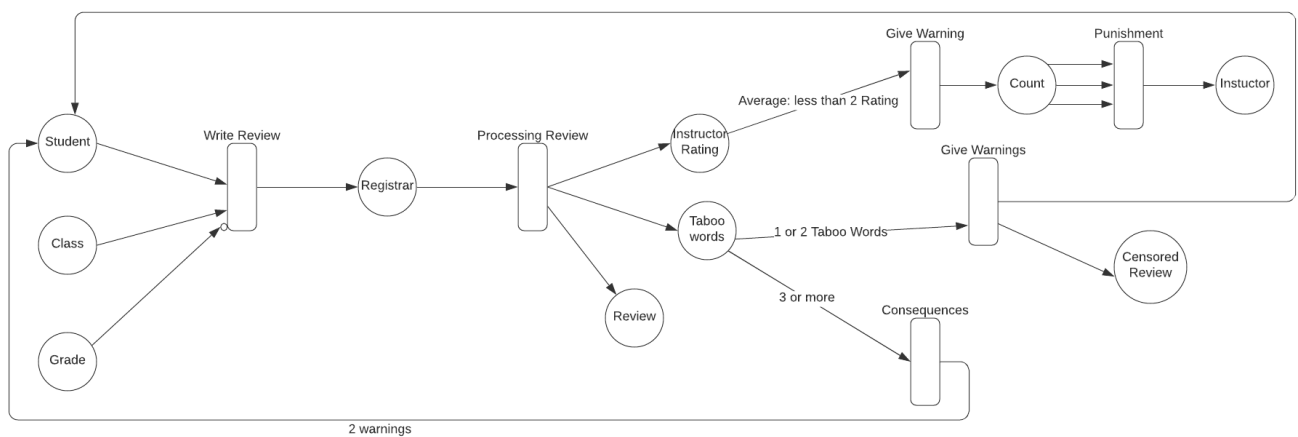 Give Warning
Punishment
Count
Instuctor
Average: less than 2 Rating
Student
Write Review
Processing Review
Instructor
Rating
Give Warnings
Registrar
Class
Taboo
words
1 or 2 Taboo Words
Censored
Review
3 or more
Consequences
Review
Grade
2 warnings